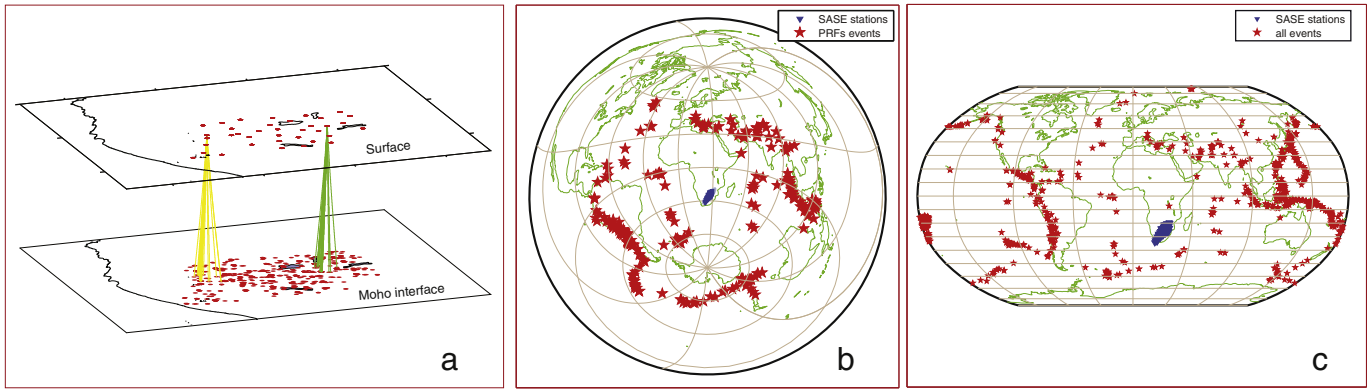 Surface
Moho interface
a
SASE stations
PRFs events
b
SASE stations
all events
c